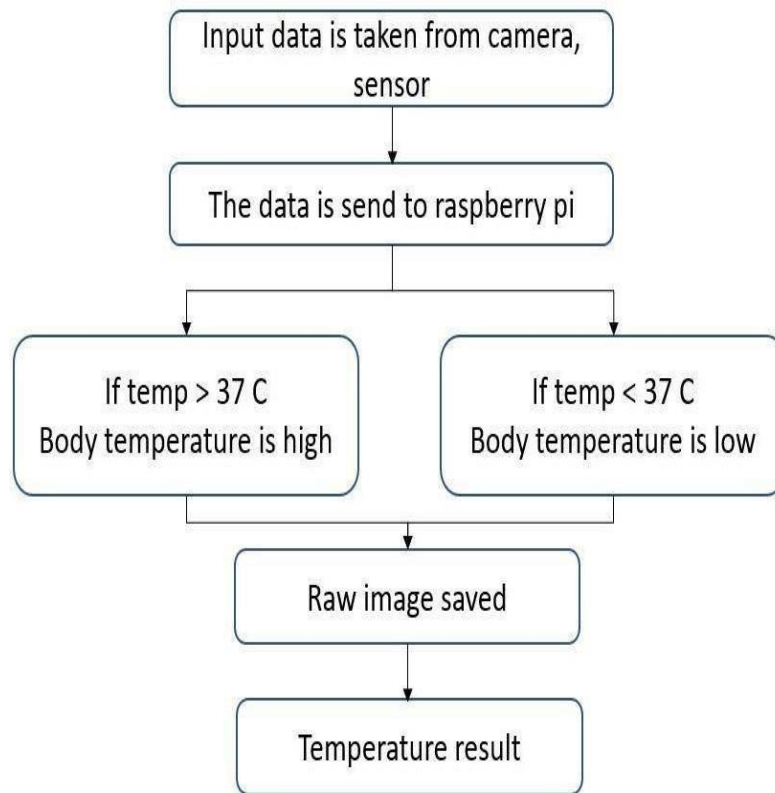 Input data is taken from camera,
sensor
The data is send to raspberry pi
If temp > 37 C
Body temperature is high
If temp < 37 C
Body temperature is low
Raw image saved
Temperature result